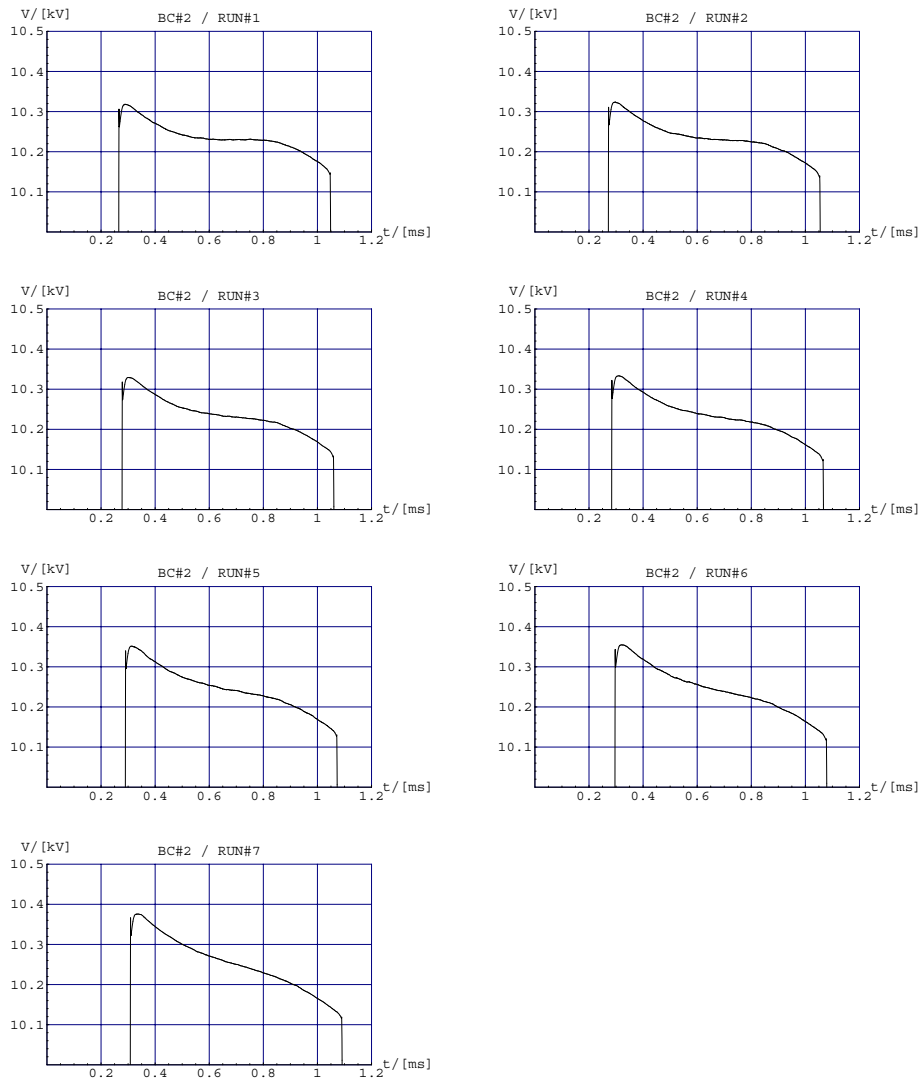 V/[kV] BC#2 / RUN#1
10.5
10.4
10.3
10.2
10.1
0.2 0.4 0.6 0.8 1 1.2 t/[ms]
V/[kV] BC#2 / RUN#2
10.5
10.4
10.3
10.2
10.1
0.2 0.4 0.6 0.8 1 1.2 t/[ms]
V/[kV] BC#2 / RUN#3
10.5
10.4
10.3
10.2
10.1
0.2 0.4 0.6 0.8 1 1.2 t/[ms]
V/[kV] BC#2 / RUN#4
10.5
10.4
10.3
10.2
10.1
0.2 0.4 0.6 0.8 1 1.2 t/[ms]
V/[kV] BC#2 / RUN#5
10.5
10.4
10.3
10.2
10.1
0.2 0.4 0.6 0.8 1 1.2 t/[ms]
V/[kV] BC#2 / RUN#6
10.5
10.4
10.3
10.2
10.1
0.2 0.4 0.6 0.8 1 1.2 t/[ms]
V/[kV] BC#2 / RUN#7
10.5
10.4
10.3
10.2
10.1
0.2 0.4 0.6 0.8 1 1.2 t/[ms]